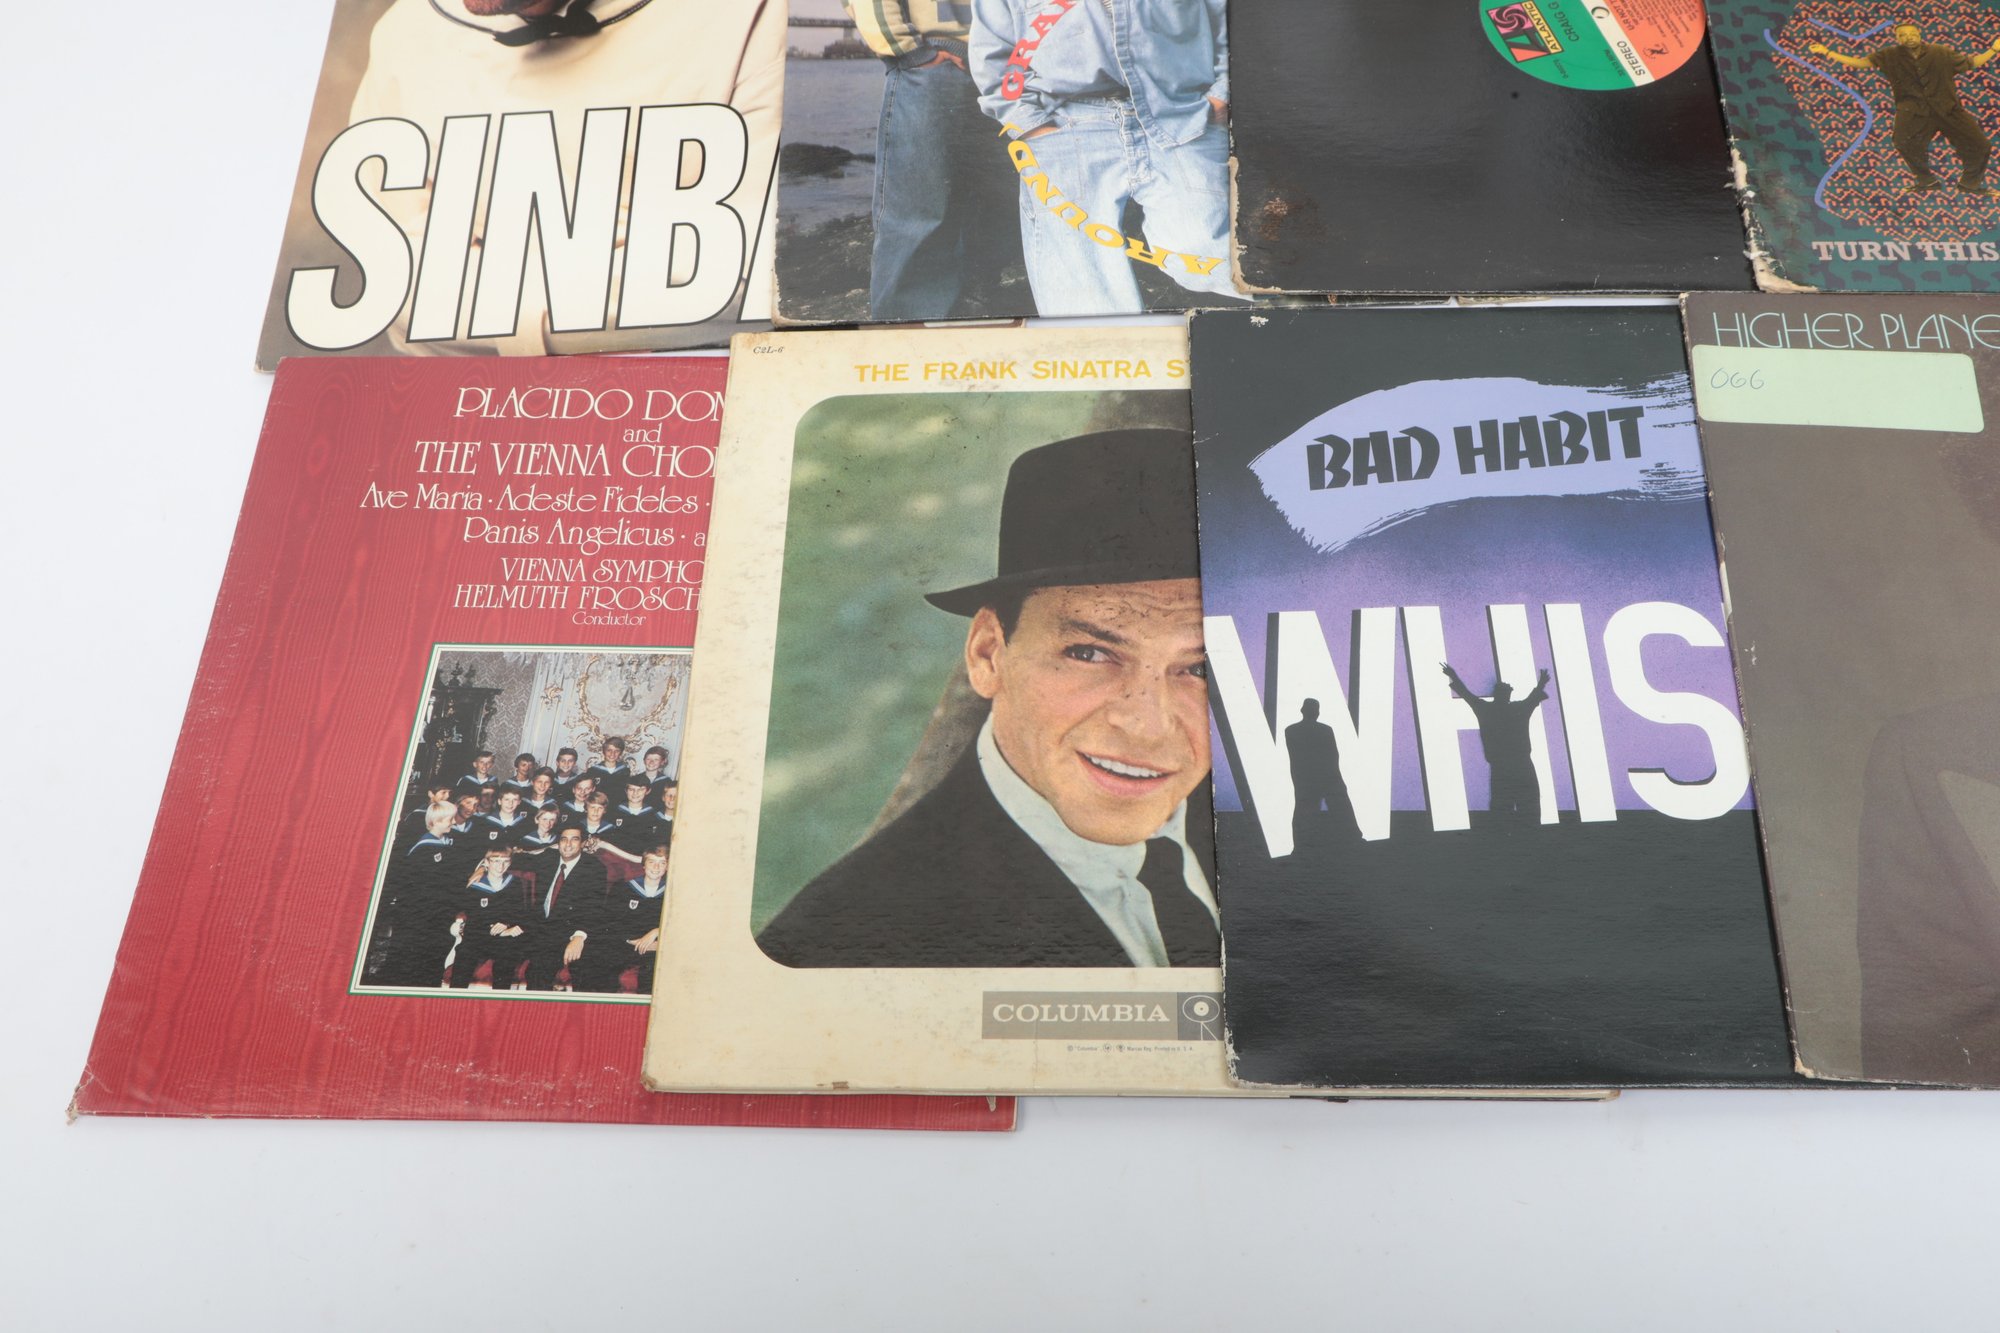 SINBA
GRA
AROUND
ATLANTIC
CRAIG G
STEREO
TURN THIS
PLACIDO DOM
and
THE VIENNA CHO
Ave Maria · Adeste Fideles ·
Panis Angelicus · a
VIENNA SYMPHO
HELMUTH FROSCH
Conductor
C2L-6
THE FRANK SINATRA S
COLUMBIA
BAD HABIT
WHIS
HIGHER PLANE
066